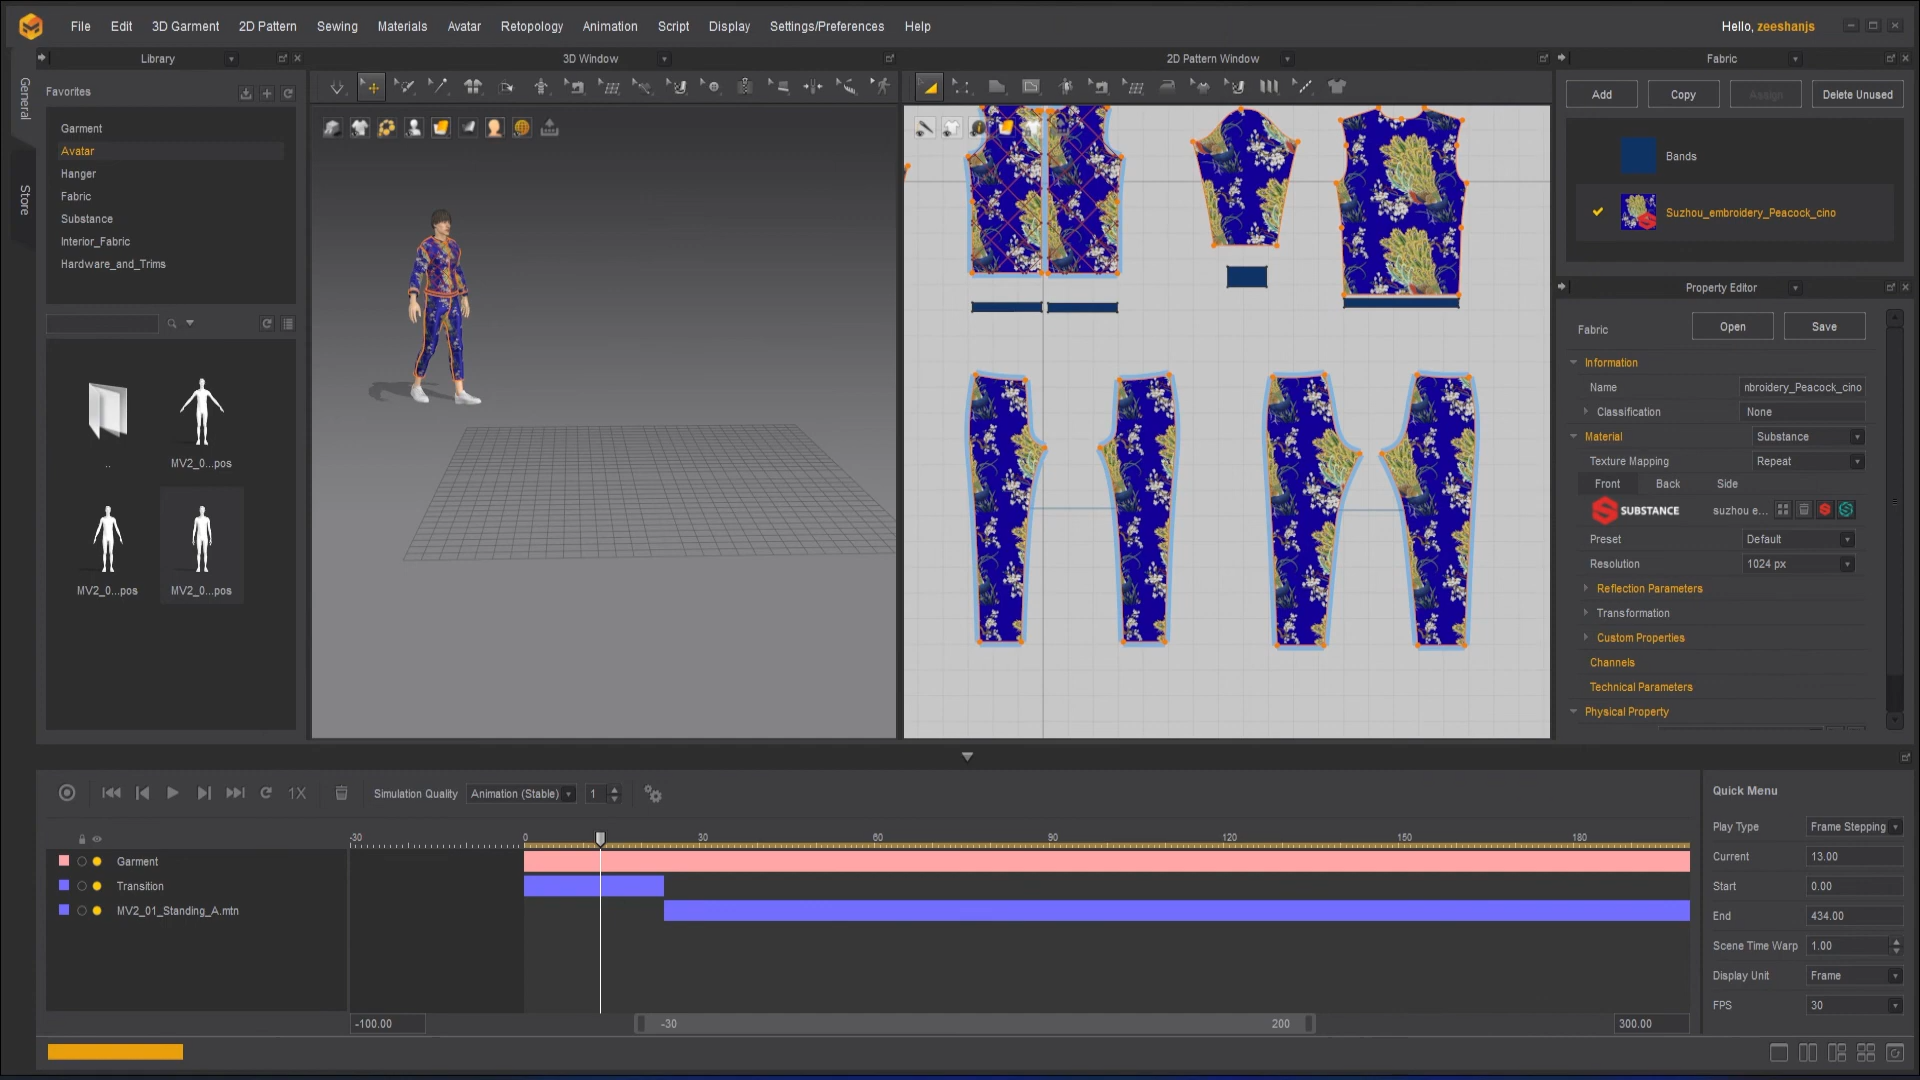 File Edit 3D Garment 2D Pattern Sewing Materials Avatar Retopology Animation Script Display Settings/Preferences Help
Hello, zeeshanjs
Library
3D Window
2D Pattern Window
Fabric
General
Store
Favorites
Garment
Avatar
Hanger
Fabric
Substance
Interior_Fabric
Hardware_and_Trims
..
MV2_0...pos
MV2_0...pos
MV2_0...pos
Add Copy Assign Delete Unused
Bands
Suzhou_embroidery_Peacock_cino
Property Editor
Fabric Open Save
Information
Name nbroidery_Peacock_cino
Classification None
Material Substance
Texture Mapping Repeat
Front Back Side
SUBSTANCE suzhou e...
Preset Default
Resolution 1024 px
Reflection Parameters
Transformation
Custom Properties
Channels
Technical Parameters
Physical Property
1X Simulation Quality Animation (Stable) 1
-30 0 30 60 90 120 150 180
Garment
Transition
MV2_01_Standing_A.mtn
-100.00 -30 200 300.00
Quick Menu
Play Type Frame Stepping
Current 13.00
Start 0.00
End 434.00
Scene Time Warp 1.00
Display Unit Frame
FPS 30